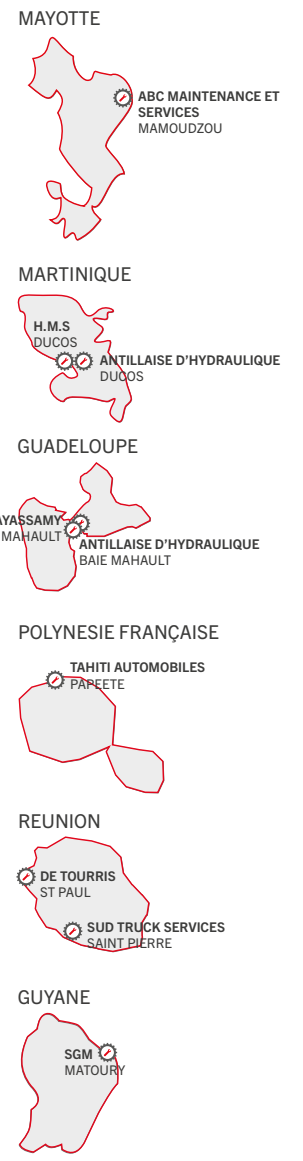 MAYOTTE
ABC MAINTENANCE ET
SERVICES
MAMOUDZOU
MARTINIQUE
H.M.S
DUCOS
ANTILLAISE D'HYDRAULIQUE
DUCOS
GUADELOUPE
AYASSAMY
MAHAULT
ANTILLAISE D'HYDRAULIQUE
BAIE MAHAULT
POLYNESIE FRANÇAISE
TAHITI AUTOMOBILES
PAPEETE
REUNION
DE TOURRIS
ST PAUL
SUD TRUCK SERVICES
SAINT PIERRE
GUYANE
SGM
MATOURY